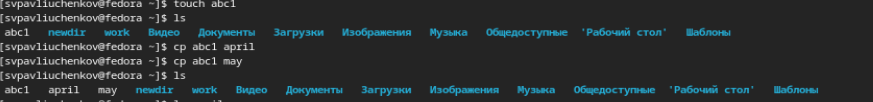 [svpavliuchenkov@fedora ~]$ touch abc1
[svpavliuchenkov@fedora ~]$ ls
abc1 newdir work Видео Документы Загрузки Изображения Музыка Общедоступные 'Рабочий стол' Шаблоны
[svpavliuchenkov@fedora ~]$ cp abc1 april
[svpavliuchenkov@fedora ~]$ cp abc1 may
[svpavliuchenkov@fedora ~]$ ls
abc1 april may newdir work Видео Документы Загрузки Изображения Музыка Общедоступные 'Рабочий стол' Шаблоны